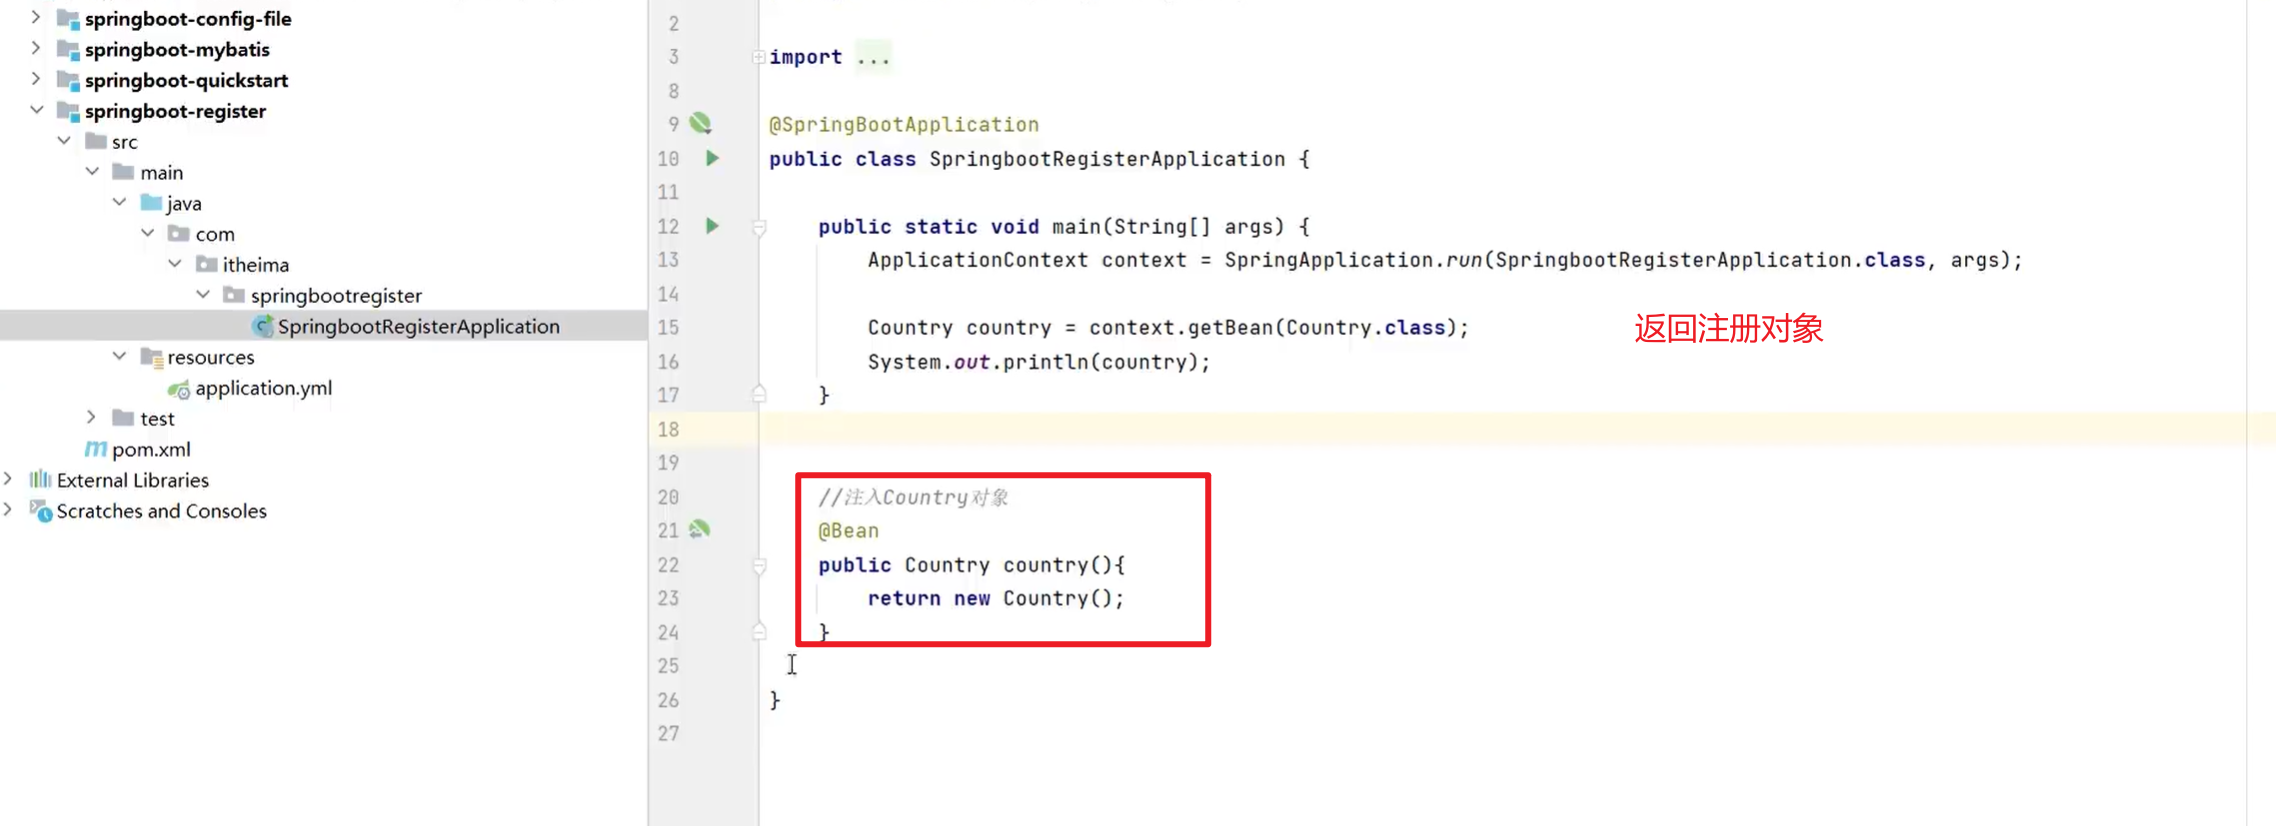 springboot-config-file
springboot-mybatis
springboot-quickstart
springboot-register
src
main
java
com
itheima
springbootregister
SpringbootRegisterApplication
resources
application.yml
test
pom.xml
External Libraries
Scratches and Consoles
2
3 import ...
8
9 @SpringBootApplication
10 public class SpringbootRegisterApplication {
11
12 public static void main(String[] args) {
13 ApplicationContext context = SpringApplication.run(SpringbootRegisterApplication.class, args);
14
15 Country country = context.getBean(Country.class); 返回注册对象
16 System.out.println(country);
17 }
18
19
20 //注入Country对象
21 @Bean
22 public Country country(){
23 return new Country();
24 }
25
26 }
27